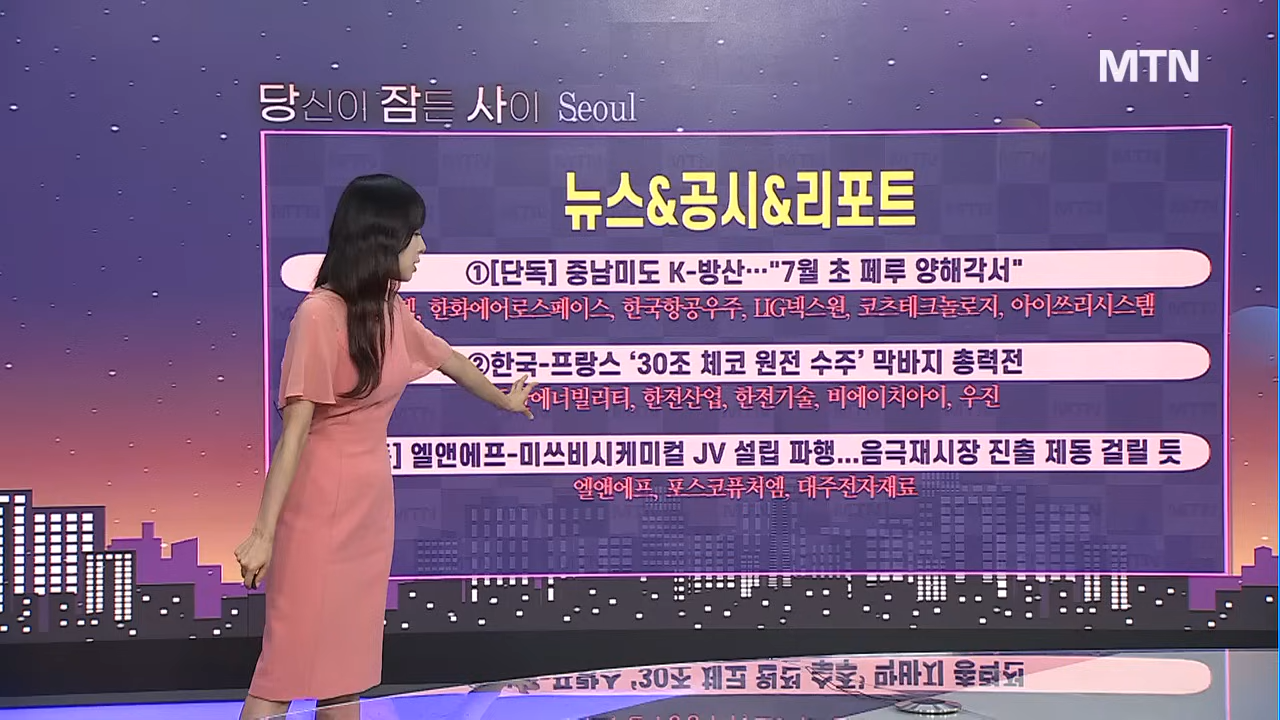 MTN
당신이 잠든 사이 Seoul
뉴스&공시&리포트
①[단독] 중남미도 K-방산…"7월 초 페루 양해각서"
한화에어로스페이스, 한국항공우주, LIG넥스원, 코츠테크놀로지, 아이쓰리시스템
②한국-프랑스 ‘30조 체코 원전 수주’ 막바지 총력전
에너빌리티, 한전산업, 한전기술, 비에이치아이, 우진
] 엘앤에프-미쓰비시케미컬 JV 설립 파행...음극재시장 진출 제동 걸릴 듯
엘앤에프, 포스코퓨처엠, 대주전자재료